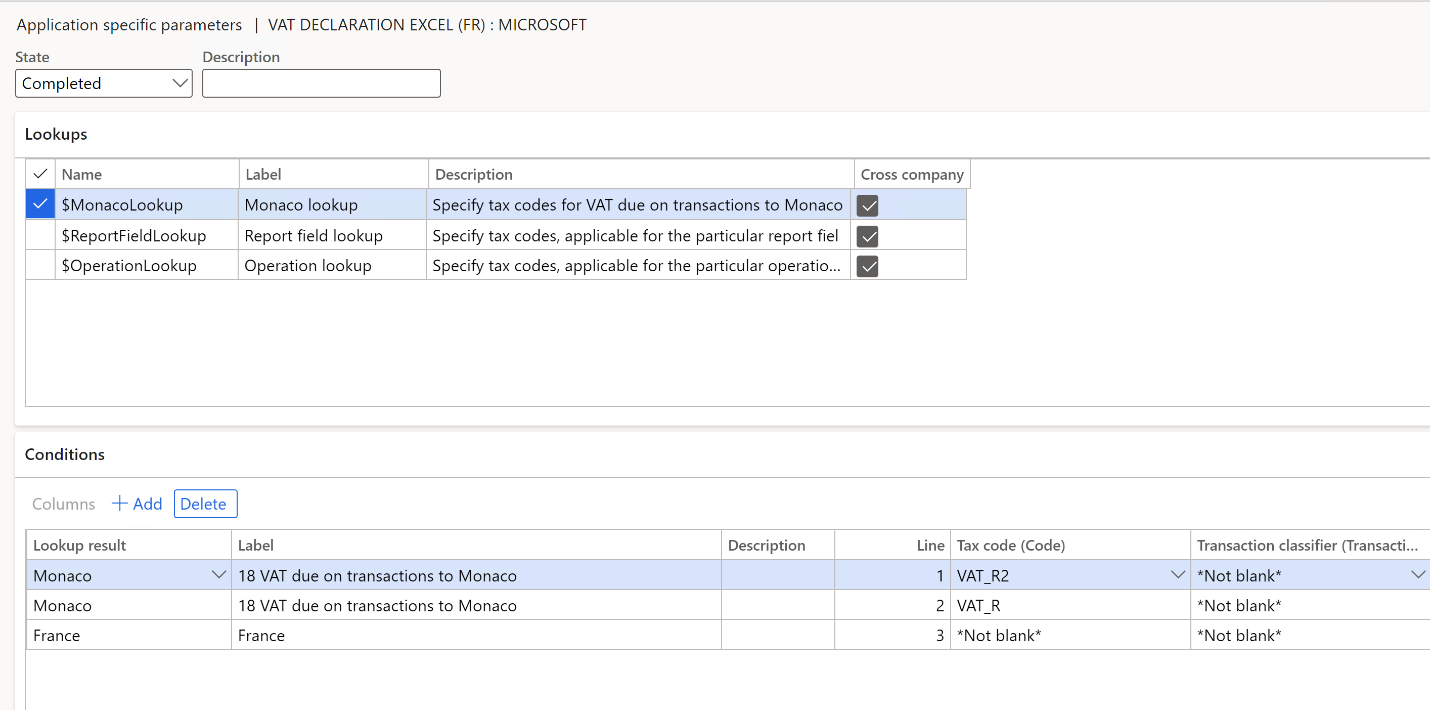 Application specific parameters | VAT DECLARATION EXCEL (FR) : MICROSOFT
State Description
Completed
Lookups
Name Label Description Cross company
$MonacoLookup Monaco lookup Specify tax codes for VAT due on transactions to Monaco
$ReportFieldLookup Report field lookup Specify tax codes, applicable for the particular report fiel
$OperationLookup Operation lookup Specify tax codes, applicable for the particular operatio...
Conditions
Columns + Add Delete
Lookup result Label Description Line Tax code (Code) Transaction classifier (Transacti...
Monaco 18 VAT due on transactions to Monaco 1 VAT_R2 *Not blank*
Monaco 18 VAT due on transactions to Monaco 2 VAT_R *Not blank*
France France 3 *Not blank* *Not blank*